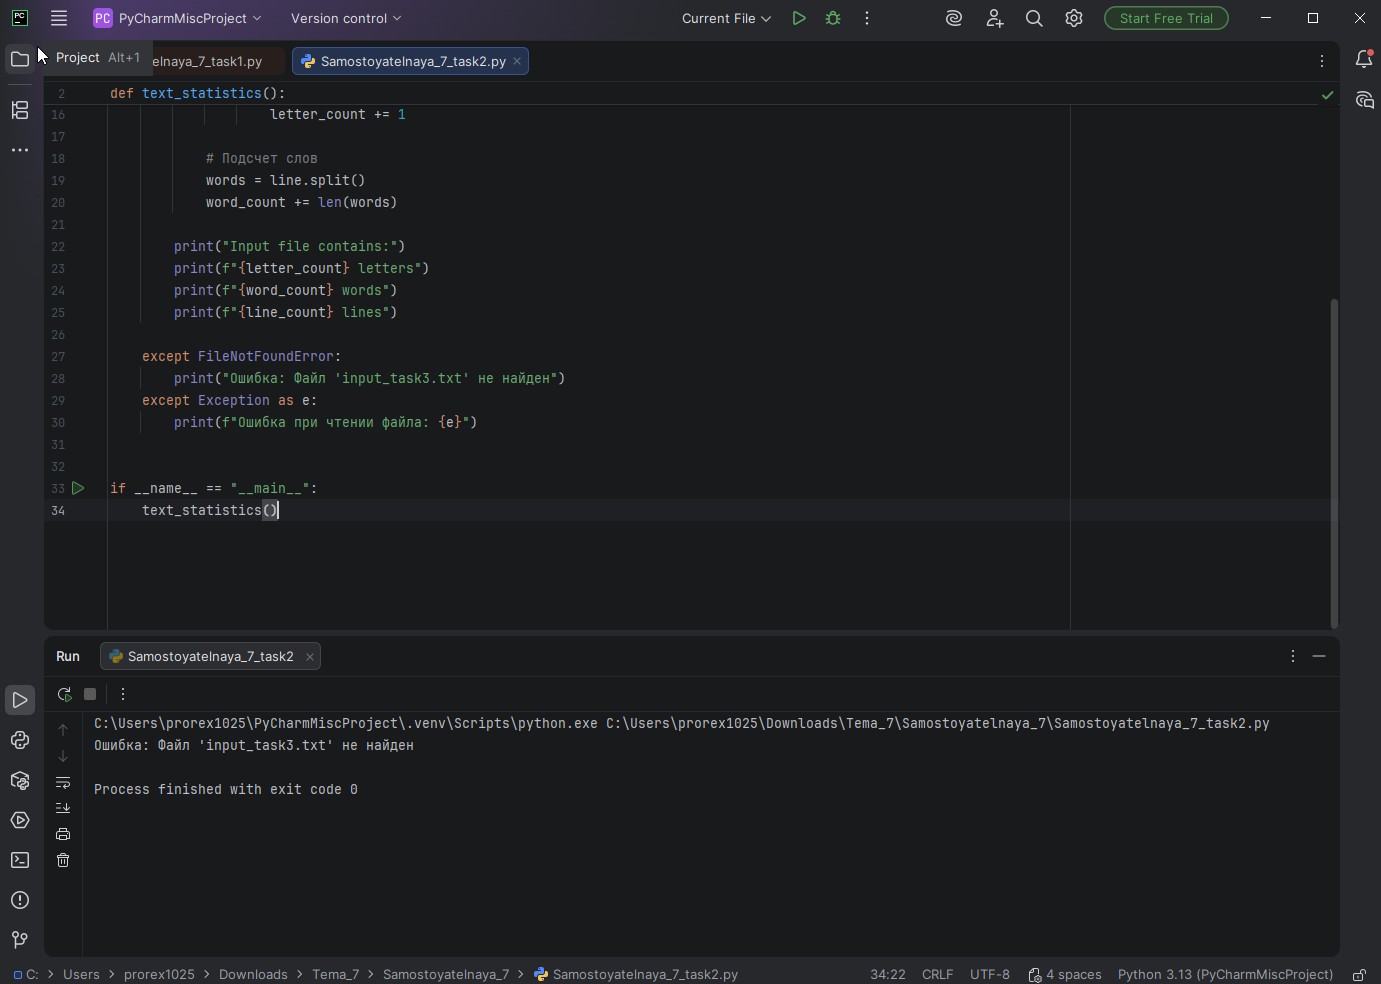 PC PC PyCharmMiscProject Version control Current File Start Free Trial
Project Alt+1 elnaya_7_task1.py Samostoyatelnaya_7_task2.py
2 def text_statistics():
16 letter_count += 1
17
18 # Подсчет слов
19 words = line.split()
20 word_count += len(words)
21
22 print("Input file contains:")
23 print(f"{letter_count} letters")
24 print(f"{word_count} words")
25 print(f"{line_count} lines")
26
27 except FileNotFoundError:
28 print("Ошибка: Файл 'input_task3.txt' не найден")
29 except Exception as e:
30 print(f"Ошибка при чтении файла: {e}")
31
32
33 if __name__ == "__main__":
34 text_statistics()
Run Samostoyatelnaya_7_task2
C:\Users\prorex1025\PyCharmMiscProject\.venv\Scripts\python.exe C:\Users\prorex1025\Downloads\Tema_7\Samostoyatelnaya_7\Samostoyatelnaya_7_task2.py
Ошибка: Файл 'input_task3.txt' не найден
Process finished with exit code 0
C: > Users > prorex1025 > Downloads > Tema_7 > Samostoyatelnaya_7 > Samostoyatelnaya_7_task2.py 34:22 CRLF UTF-8 4 spaces Python 3.13 (PyCharmMiscProject)